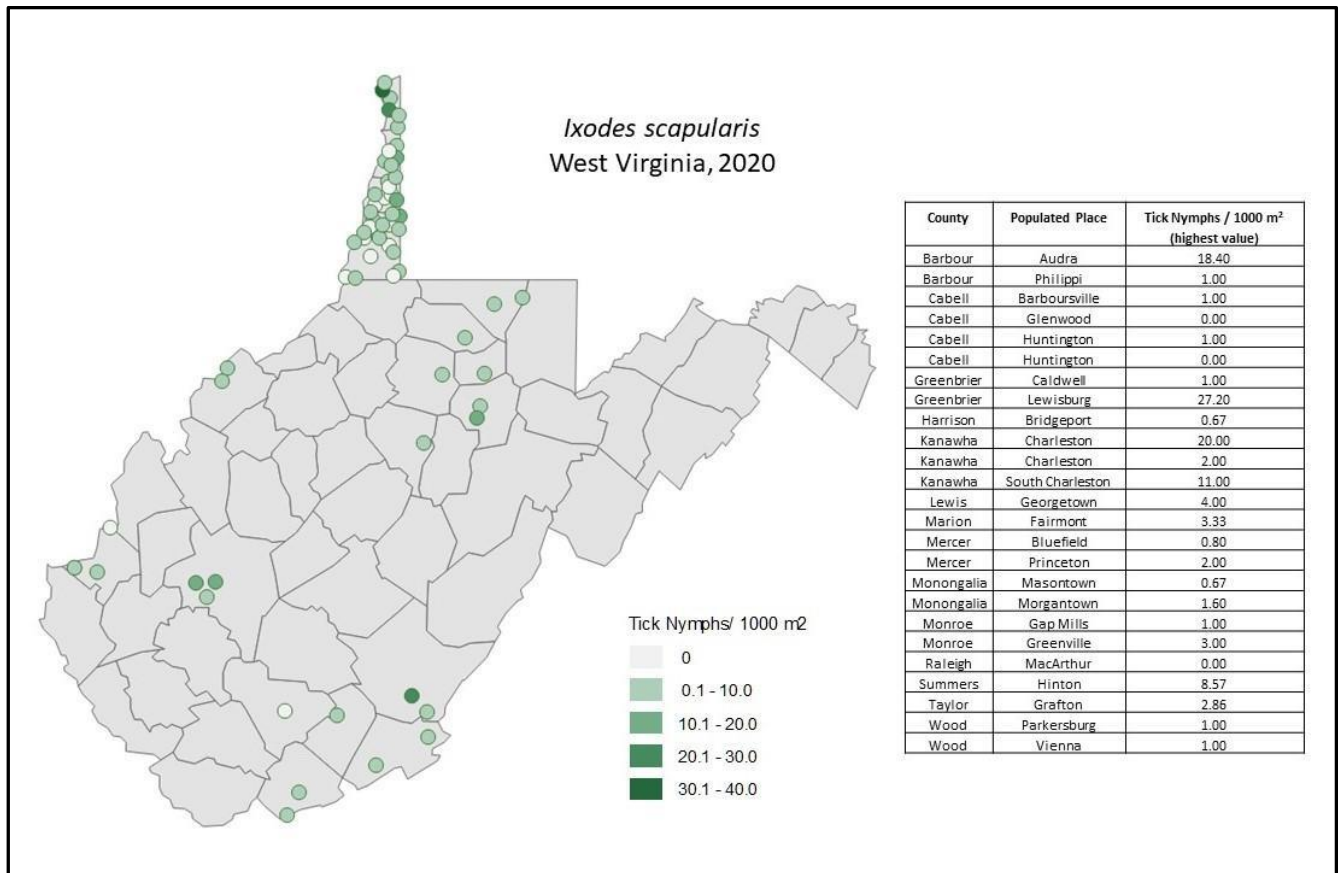 Ixodes scapularis
West Virginia, 2020
County Populated Place Tick Nymphs / 1000 m²
(highest value)
Barbour Audra 18.40
Barbour Philippi 1.00
Cabell Barboursville 1.00
Cabell Glenwood 0.00
Cabell Huntington 1.00
Cabell Huntington 0.00
Greenbrier Caldwell 1.00
Greenbrier Lewisburg 27.20
Harrison Bridgeport 0.67
Kanawha Charleston 20.00
Kanawha Charleston 2.00
Kanawha South Charleston 11.00
Lewis Georgetown 4.00
Marion Fairmont 3.33
Mercer Bluefield 0.80
Mercer Princeton 2.00
Monongalia Masontown 0.67
Monongalia Morgantown 1.60
Monroe Gap Mills 1.00
Monroe Greenville 3.00
Raleigh MacArthur 0.00
Summers Hinton 8.57
Taylor Grafton 2.86
Wood Parkersburg 1.00
Wood Vienna 1.00
Tick Nymphs/ 1000 m2
0
0.1 - 10.0
10.1 - 20.0
20.1 - 30.0
30.1 - 40.0